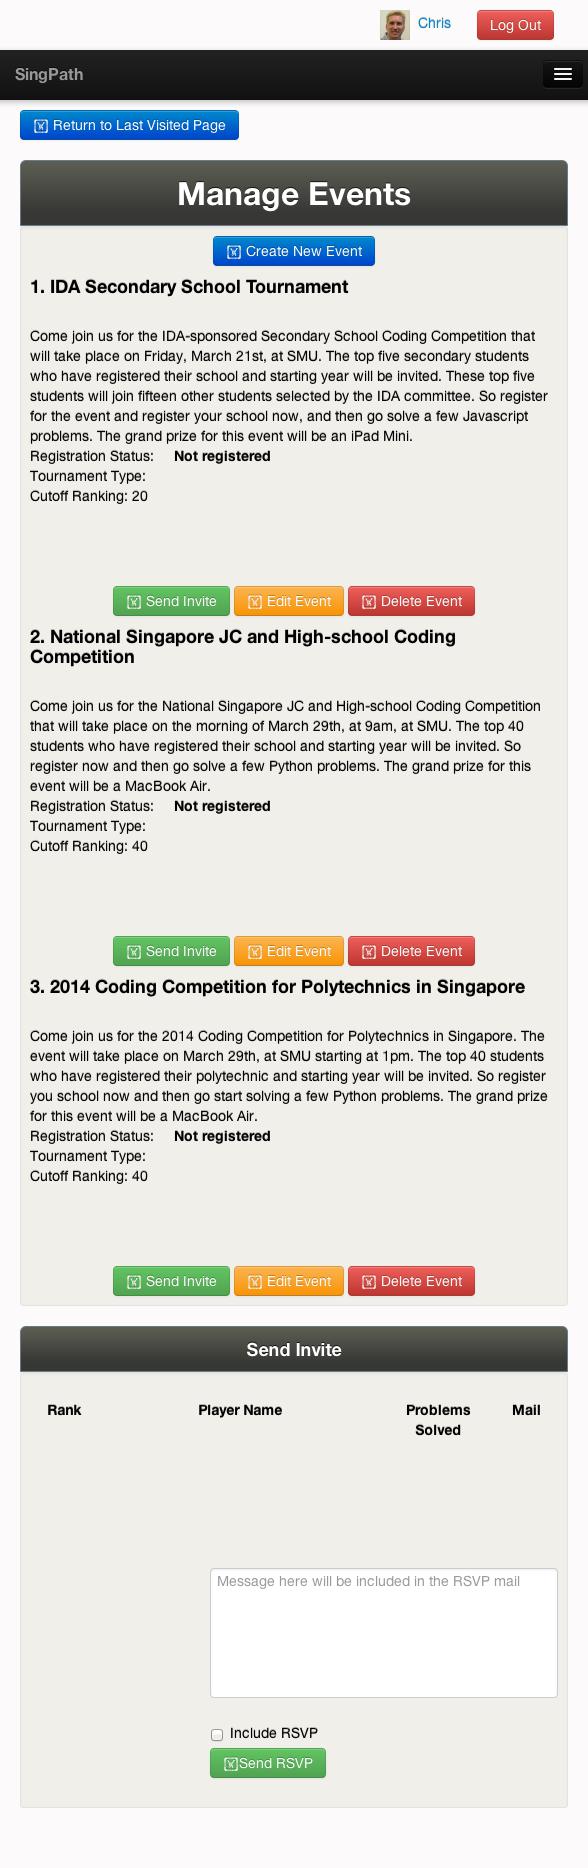 Chris
Log Out
SingPath
Return to Last Visited Page
Manage Events
Create New Event
1. IDA Secondary School Tournament
Come join us for the IDA-sponsored Secondary School Coding Competition that
will take place on Friday, March 21st, at SMU. The top five secondary students
who have registered their school and starting year will be invited. These top five
students will join fifteen other students selected by the IDA committee. So register
for the event and register your school now, and then go solve a few Javascript
problems. The grand prize for this event will be an iPad Mini.
Registration Status: Not registered
Tournament Type:
Cutoff Ranking: 20
Send Invite Edit Event Delete Event
2. National Singapore JC and High-school Coding
Competition
Come join us for the National Singapore JC and High-school Coding Competition
that will take place on the morning of March 29th, at 9am, at SMU. The top 40
students who have registered their school and starting year will be invited. So
register now and then go solve a few Python problems. The grand prize for this
event will be a MacBook Air.
Registration Status: Not registered
Tournament Type:
Cutoff Ranking: 40
Send Invite Edit Event Delete Event
3. 2014 Coding Competition for Polytechnics in Singapore
Come join us for the 2014 Coding Competition for Polytechnics in Singapore. The
event will take place on March 29th, at SMU starting at 1pm. The top 40 students
who have registered their polytechnic and starting year will be invited. So register
you school now and then go start solving a few Python problems. The grand prize
for this event will be a MacBook Air.
Registration Status: Not registered
Tournament Type:
Cutoff Ranking: 40
Send Invite Edit Event Delete Event
Send Invite
Rank Player Name Problems Solved Mail
Message here will be included in the RSVP mail
Include RSVP
Send RSVP